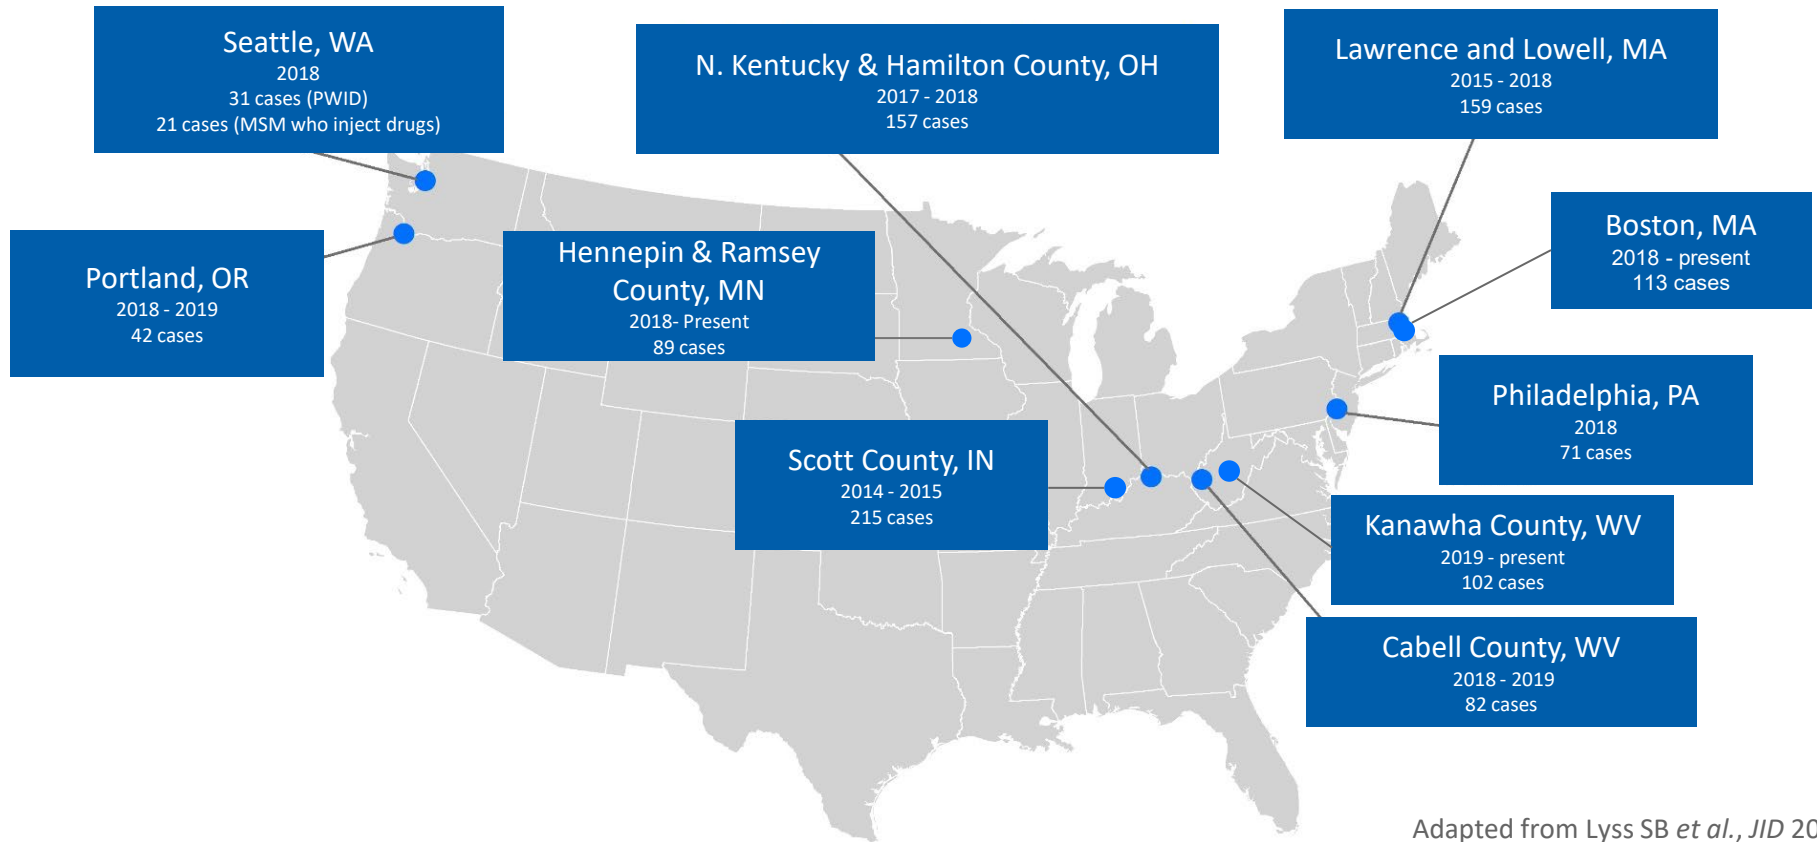 Seattle, WA
2018
31 cases (PWID)
21 cases (MSM who inject drugs)
N. Kentucky & Hamilton County, OH
2017 - 2018
157 cases
Lawrence and Lowell, MA
2015 - 2018
159 cases
Boston, MA
2018 - present
113 cases
Portland, OR
2018 - 2019
42 cases
Hennepin & Ramsey
County, MN
2018- Present
89 cases
Philadelphia, PA
2018
71 cases
Scott County, IN
2014 - 2015
215 cases
Kanawha County, WV
2019 - present
102 cases
Cabell County, WV
2018 - 2019
82 cases
Adapted from Lyss SB et al., JID 20